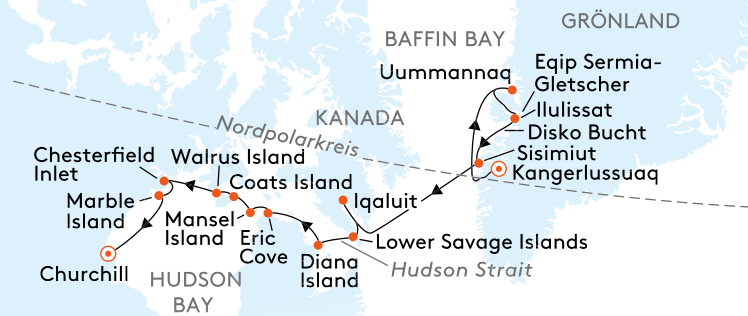 GRÖNLAND
BAFFIN BAY
Eqip Sermia-
Gletscher
Uummannaq
Ilulissat
KANADA
Disko Bucht
Nordpolarkreis
Sisimiut
Kangerlussuaq
Chesterfield
Inlet
Walrus Island
Coats Island
Marble
Island
Iqaluit
Mansel
Island
Eric
Cove
Lower Savage Islands
Diana
Island
Hudson Strait
Churchill
HUDSON
BAY